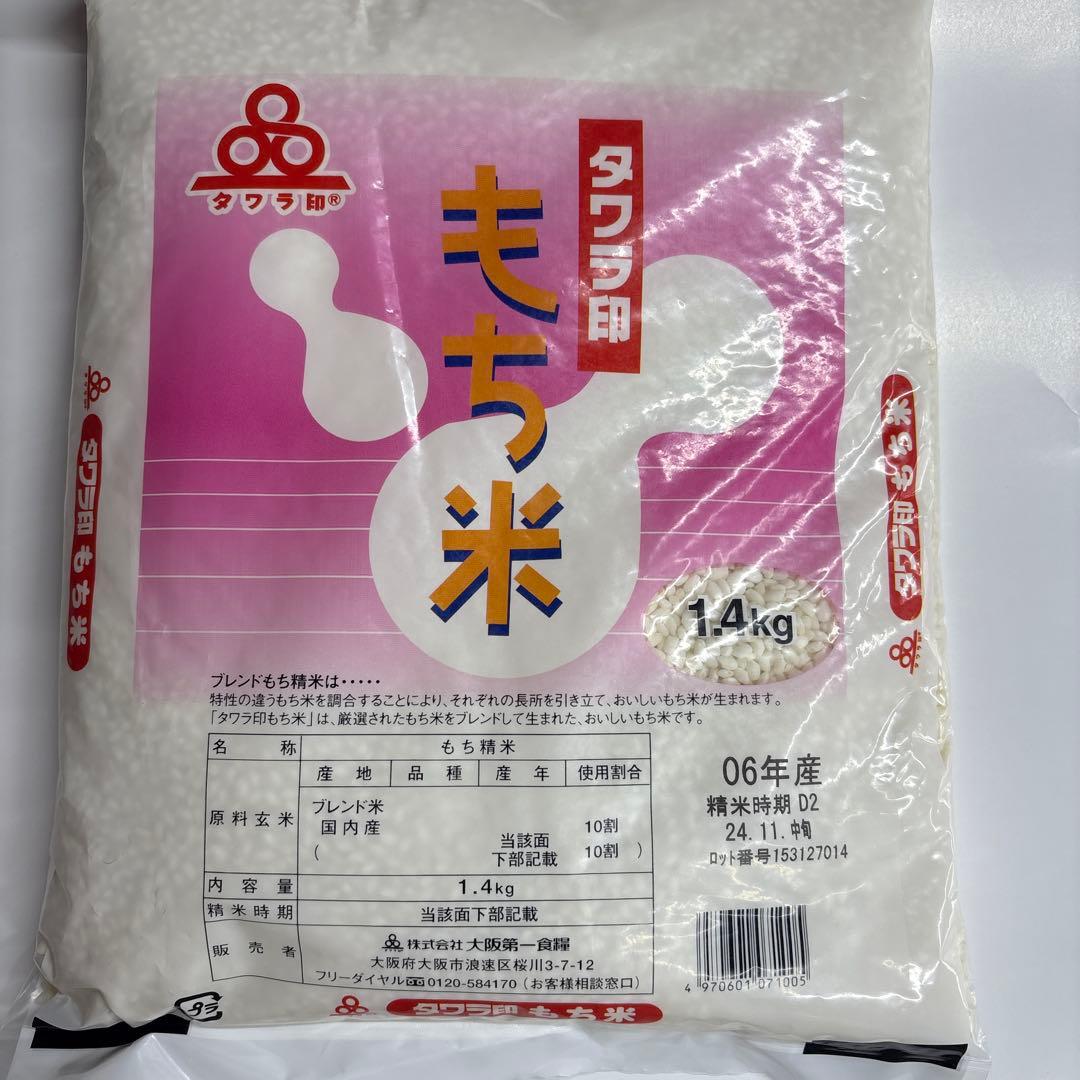 タワラ印®
タワラ印
もち米
タワラ印 もち米
タワラ印 もち米
1.4kg
ブレンドもち精米は・・・・・
特性の違うもち米を調合することにより、それぞれの長所を引き立て、おいしいもち米が生まれます。
「タワラ印もち米」は、厳選されたもち米をブレンドして生まれた、おいしいもち米です。
名称 もち精米
原料玄米 産地 品種 産年 使用割合
ブレンド米
国内産 10割
( 当該面下部記載 10割 )
内容量 1.4kg
精米時期 当該面下部記載
販売者 株式会社 大阪第一食糧
大阪府大阪市浪速区桜川3-7-12
フリーダイヤル 0120-584170 (お客様相談窓口)
06年産
精米時期 D2
24.11.中旬
ロット番号153127014
4 970601 071005
プラ
タワラ印 もち米